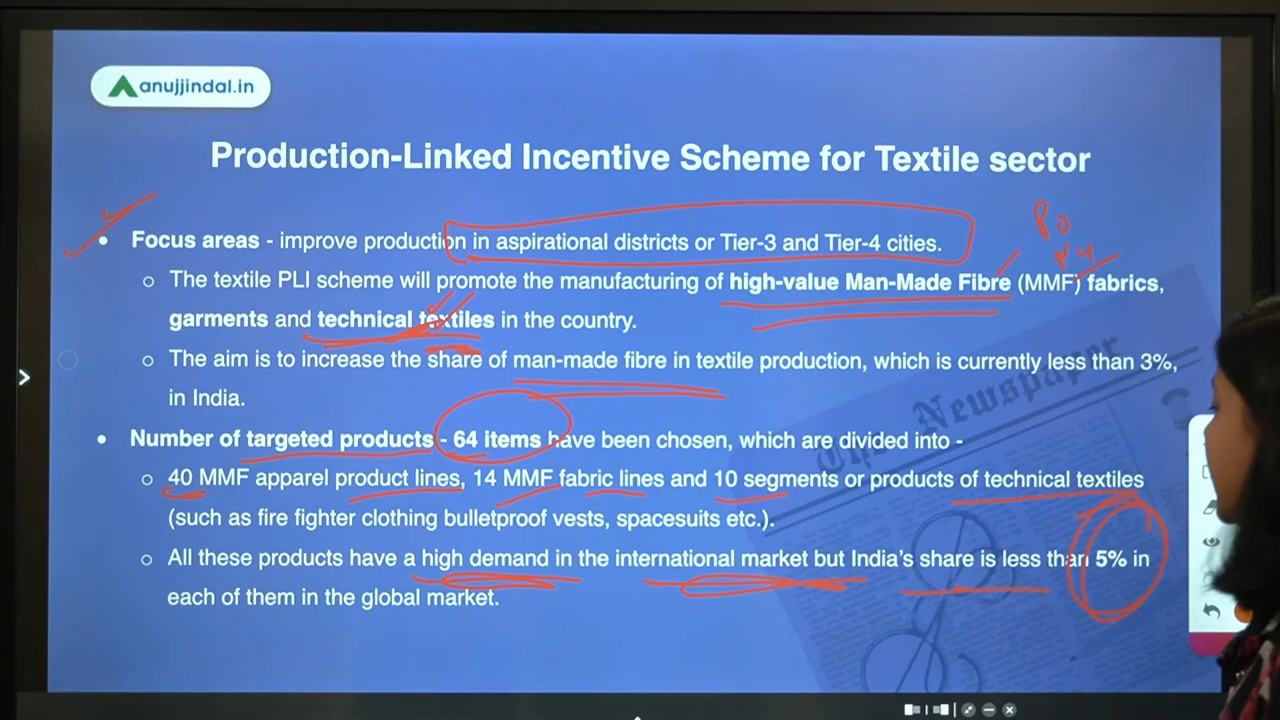 anujjindal.in
Production-Linked Incentive Scheme for Textile sector
• Focus areas - improve production in aspirational districts or Tier-3 and Tier-4 cities.
Po
Ny
○ The textile PLI scheme will promote the manufacturing of high-value Man-Made Fibre (MMF) fabrics,
garments and technical textiles in the country.
○ The aim is to increase the share of man-made fibre in textile production, which is currently less than 3%,
in India.
• Number of targeted products - 64 items have been chosen, which are divided into -
○ 40 MMF apparel product lines, 14 MMF fabric lines and 10 segments or products of technical textiles
(such as fire fighter clothing bulletproof vests, spacesuits etc.).
○ All these products have a high demand in the international market but India's share is less than 5% in
each of them in the global market.
The Newspaper